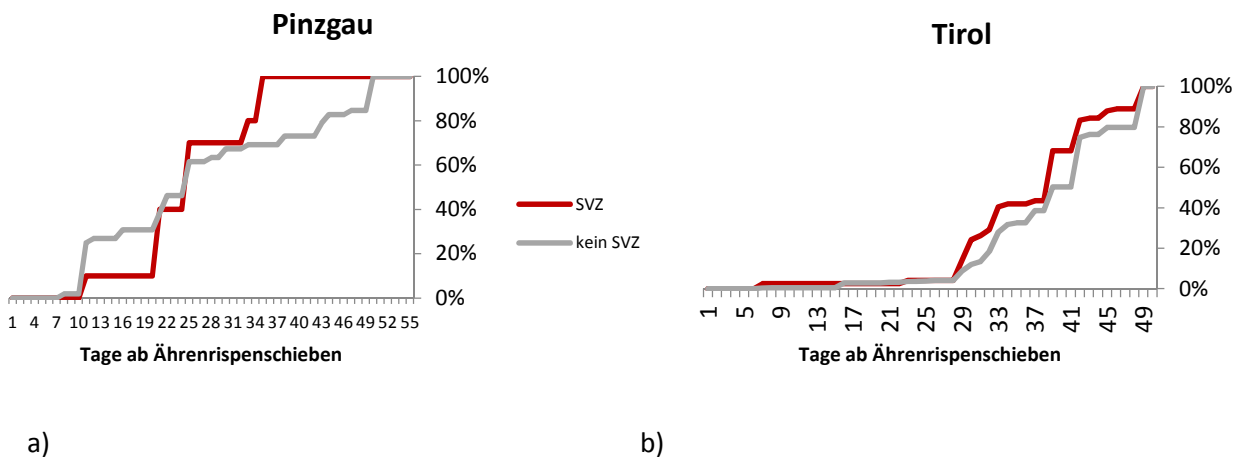 Pinzgau
100%
80%
60%
40%
20%
0%
1 4 7 10 13 16 19 22 25 28 31 34 37 40 43 46 49 52 55
Tage ab Ährenrispenschieben
SVZ
kein SVZ
Tirol
100%
80%
60%
40%
20%
0%
1 5 9 13 17 21 25 29 33 37 41 45 49
Tage ab Ährenrispenschieben
a)
b)